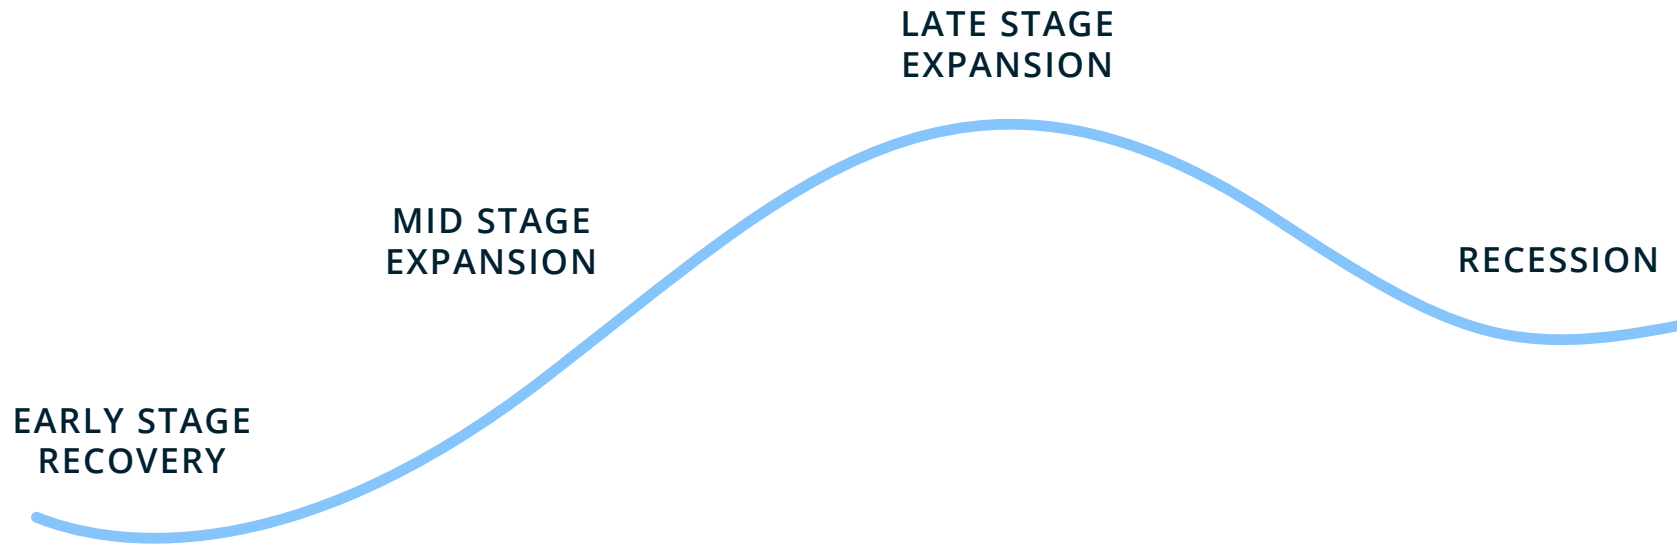 LATE STAGE
EXPANSION
MID STAGE
EXPANSION
RECESSION
EARLY STAGE
RECOVERY